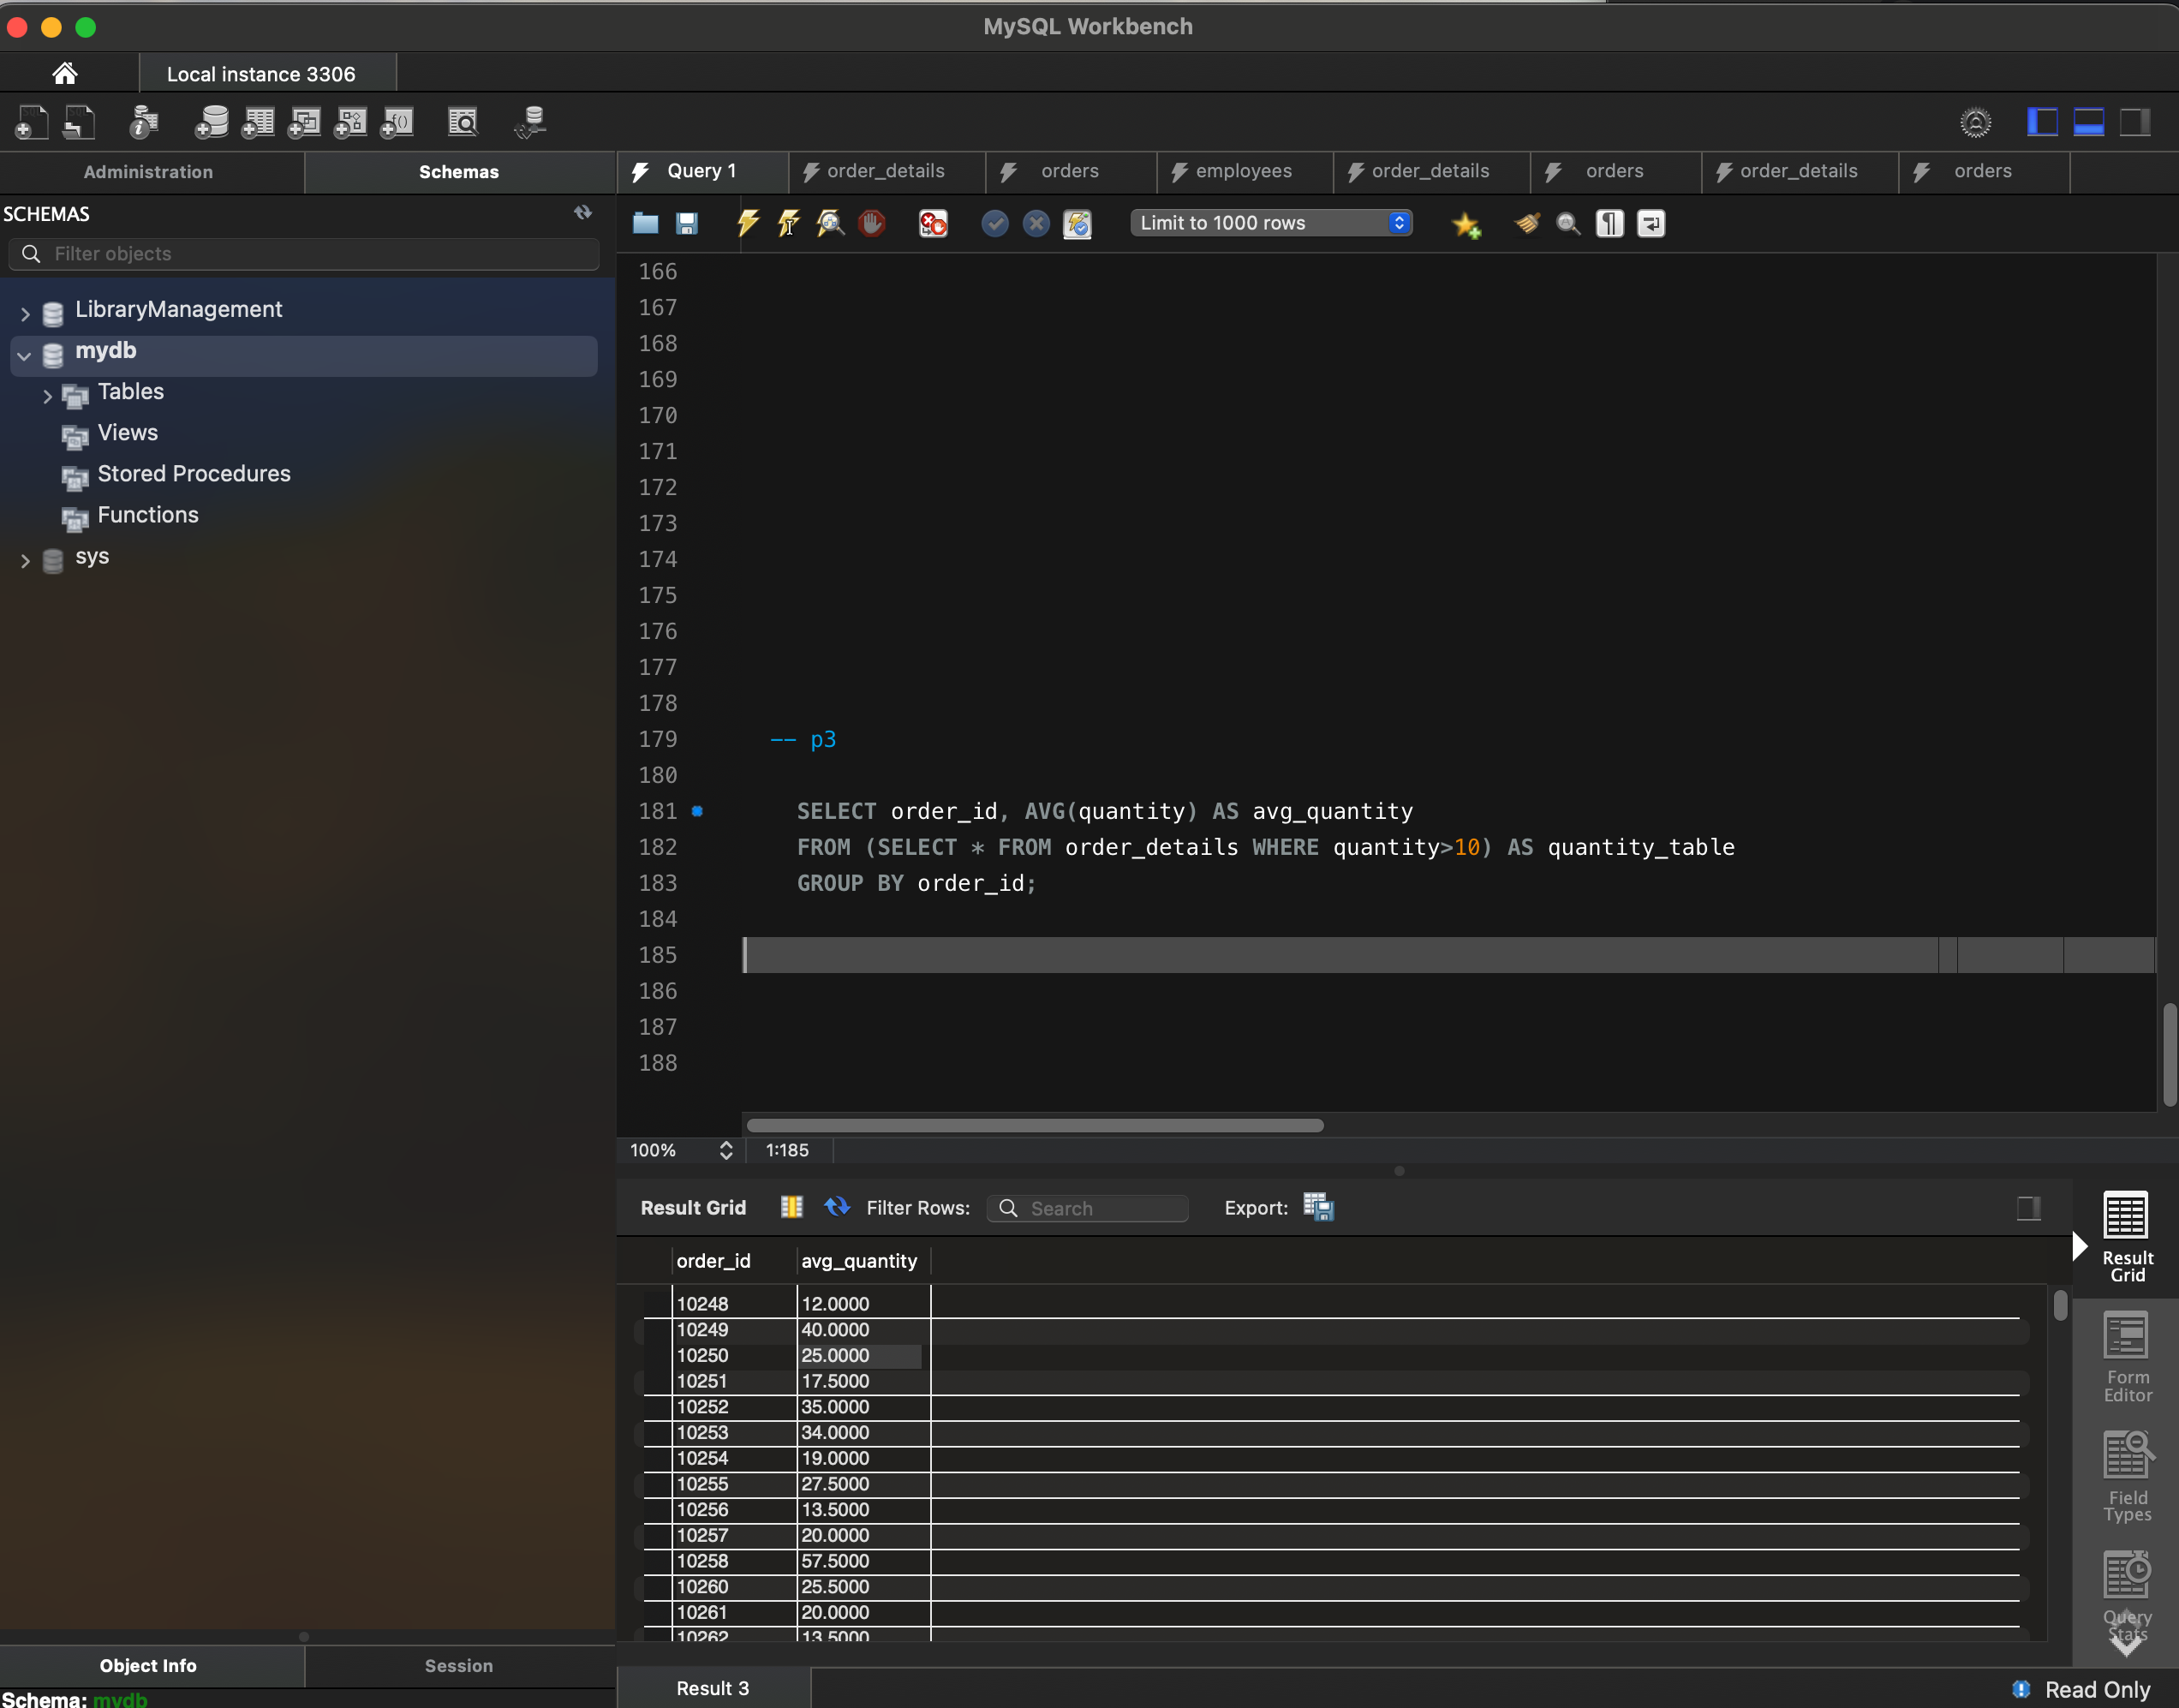 MySQL Workbench
Local instance 3306
Administration
Schemas
Query 1
order_details
orders
employees
order_details
orders
order_details
orders
SCHEMAS
Filter objects
Limit to 1000 rows
LibraryManagement
mydb
Tables
Views
Stored Procedures
Functions
sys
166
167
168
169
170
171
172
173
174
175
176
177
178
179 -- p3
180
181 SELECT order_id, AVG(quantity) AS avg_quantity
182 FROM (SELECT * FROM order_details WHERE quantity>10) AS quantity_table
183 GROUP BY order_id;
184
185
186
187
188
100% 1:185
Result Grid Filter Rows: Search Export:
order_id avg_quantity
10248 12.0000
10249 40.0000
10250 25.0000
10251 17.5000
10252 35.0000
10253 34.0000
10254 19.0000
10255 27.5000
10256 13.5000
10257 20.0000
10258 57.5000
10260 25.5000
10261 20.0000
10262 13.5000
Result
Grid
Form
Editor
Field
Types
Query
Stats
Object Info
Session
Schema: mydb
Result 3
Read Only